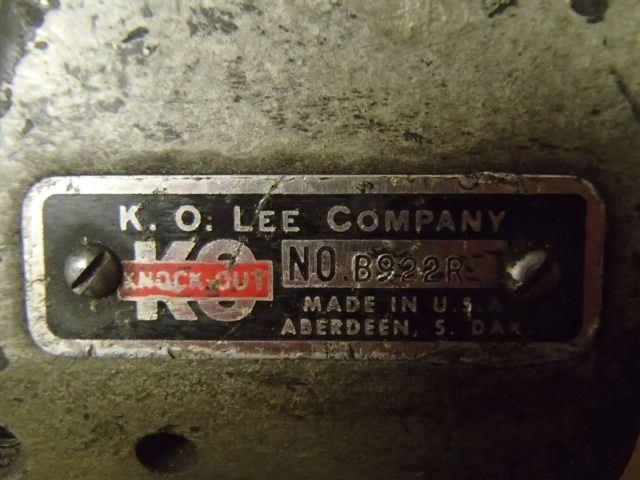 K. O. LEE COMPANY
KO
KNOCK-OUT
NO. B922R
MADE IN U.S.A.
ABERDEEN, S. DAK.